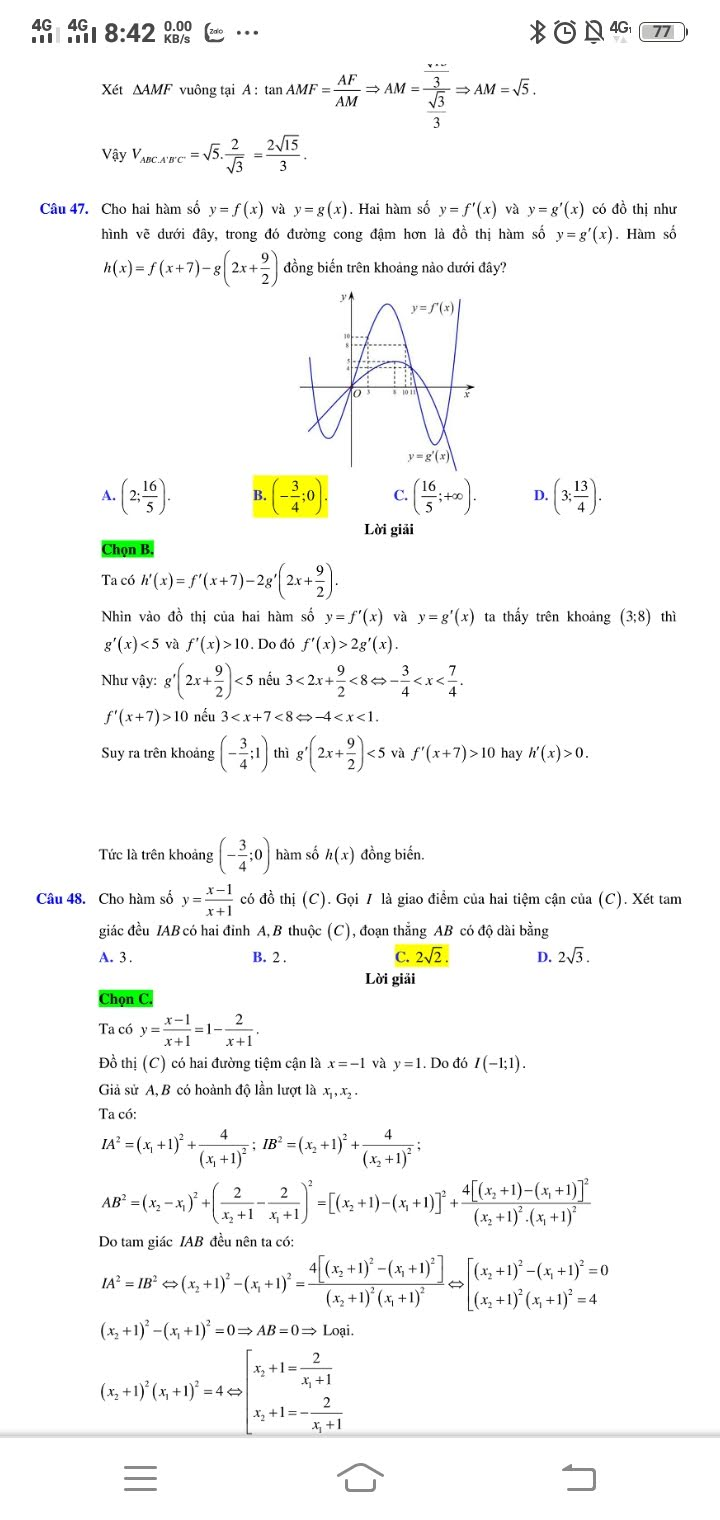 4G 4G 8:42 0.00 KB/s Zalo ... 4G 77
Xét ΔAMF vuông tại A: tan AMF = AF/AM ⇒ AM = (/3)/(√3/3) ⇒ AM = √5.
Vậy V_{ABC.A'B'C'} = √5.2/√3 = 2√15/3.
Câu 47. Cho hai hàm số y = f(x) và y = g(x). Hai hàm số y = f′(x) và y = g′(x) có đồ thị như
hình vẽ dưới đây, trong đó đường cong đậm hơn là đồ thị hàm số y = g′(x). Hàm số
h(x) = f(x+7) − g(2x + 9/2) đồng biến trên khoảng nào dưới đây?
y
y = f′(x)
10
8
5
4
O 3 8 10 11 x
y = g′(x)
A. (2; 16/5). B. (−3/4; 0). C. (16/5; +∞). D. (3; 13/4).
Lời giải
Chọn B.
Ta có h′(x) = f′(x+7) − 2g′(2x + 9/2).
Nhìn vào đồ thị của hai hàm số y = f′(x) và y = g′(x) ta thấy trên khoảng (3;8) thì
g′(x) < 5 và f′(x) > 10. Do đó f′(x) > 2g′(x).
Như vậy: g′(2x + 9/2) < 5 nếu 3 < 2x + 9/2 < 8 ⇔ −3/4 < x < 7/4.
f′(x+7) > 10 nếu 3 < x+7 < 8 ⇔ −4 < x < 1.
Suy ra trên khoảng (−3/4; 1) thì g′(2x + 9/2) < 5 và f′(x+7) > 10 hay h′(x) > 0.
Tức là trên khoảng (−3/4; 0) hàm số h(x) đồng biến.
Câu 48. Cho hàm số y = (x−1)/(x+1) có đồ thị (C). Gọi I là giao điểm của hai tiệm cận của (C). Xét tam
giác đều IAB có hai đỉnh A, B thuộc (C), đoạn thẳng AB có độ dài bằng
A. 3. B. 2. C. 2√2. D. 2√3.
Lời giải
Chọn C.
Ta có y = (x−1)/(x+1) = 1 − 2/(x+1).
Đồ thị (C) có hai đường tiệm cận là x = −1 và y = 1. Do đó I(−1;1).
Giả sử A, B có hoành độ lần lượt là x₁, x₂.
Ta có:
IA² = (x₁+1)² + 4/(x₁+1)²; IB² = (x₂+1)² + 4/(x₂+1)²;
AB² = (x₂ − x₁)² + (2/(x₂+1) − 2/(x₁+1))² = [(x₂+1) − (x₁+1)]² + 4[(x₂+1) − (x₁+1)]²/((x₂+1)².(x₁+1)²)
Do tam giác IAB đều nên ta có:
IA² = IB² ⇔ (x₂+1)² − (x₁+1)² = 4[(x₂+1)² − (x₁+1)²]/((x₂+1)²(x₁+1)²) ⇔ [(x₂+1)² − (x₁+1)² = 0
(x₂+1)²(x₁+1)² = 4
(x₂+1)² − (x₁+1)² = 0 ⇒ AB = 0 ⇒ Loại.
(x₂+1)²(x₁+1)² = 4 ⇔ [x₂+1 = 2/(x₁+1)
x₂+1 = −2/(x₁+1)